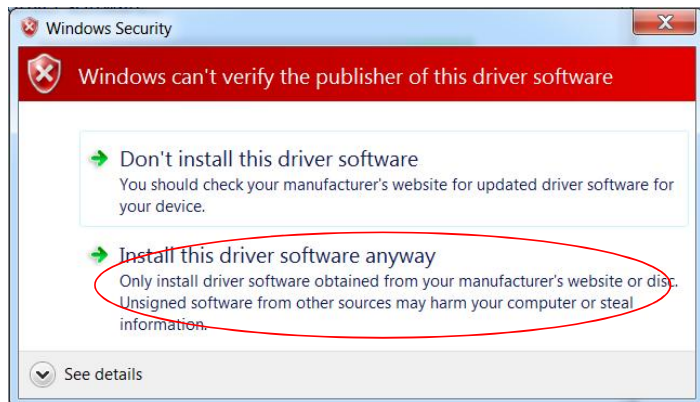 Windows Security
Windows can't verify the publisher of this driver software
Don't install this driver software
You should check your manufacturer's website for updated driver software for
your device.
Install this driver software anyway
Only install driver software obtained from your manufacturer's website or disc.
Unsigned software from other sources may harm your computer or steal
information.
See details